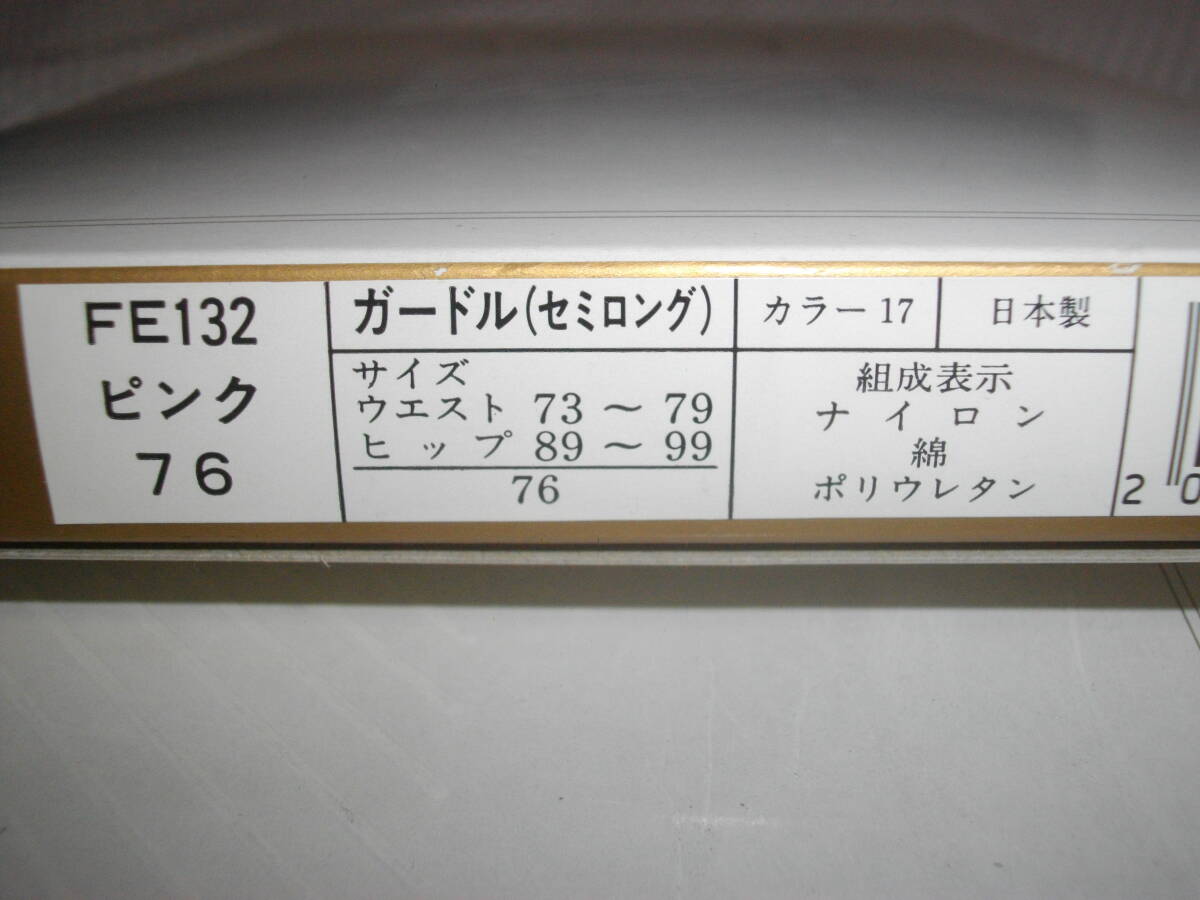 FE132
ピンク
76
ガードル(セミロング)
サイズ
ウエスト 73 ～ 79
ヒップ 89 ～ 99
76
カラー 17
日本製
組成表示
ナイロン
綿
ポリウレタン
2 0